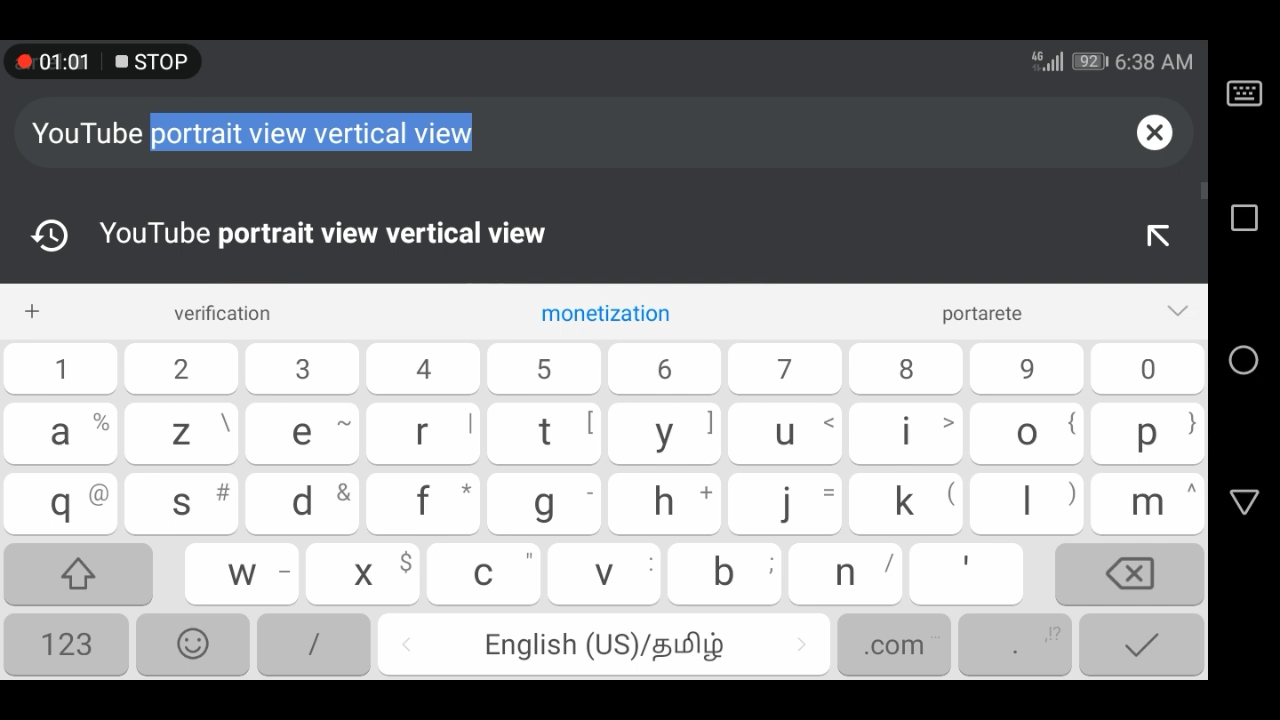 01:01 STOP 4G 92 6:38 AM
YouTube portrait view vertical view
YouTube portrait view vertical view
+ verification monetization portarete
1 2 3 4 5 6 7 8 9 0
a % z \ e ~ r | t [ y ] u < i > o { p }
q @ s # d & f * g - h + j = k ( l ) m ^
w – x $ c " v : b ; n / '
123 / English (US)/தமிழ் .com ... . ,!?